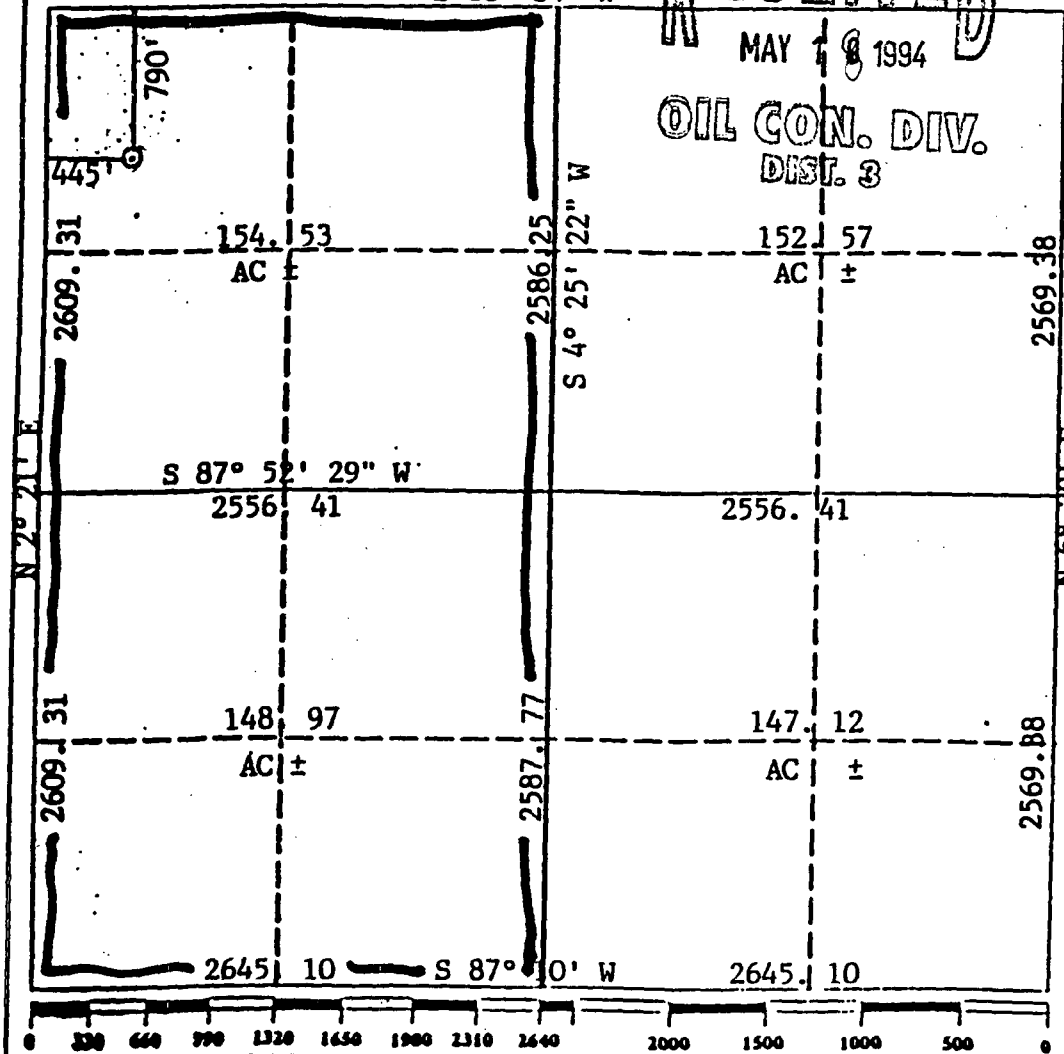 790'
MAY 1 8 1994
OIL CON. DIV.
DIST. 3
445'
2609. 31
154. 53
AC ±
2586.25
S 4° 25' 22" W
152. 57
AC ±
2569.38
N 2° 21' E
S 87° 52' 29" W
2556. 41
2556. 41
2609. 31
148 97
AC ±
2587. 77
147. 12
AC ±
2569.88
2645 10
S 87° 10' W
2645. 10
0 330 660 990 1320 1650 1980 2310 2640 2000 1500 1000 500 0